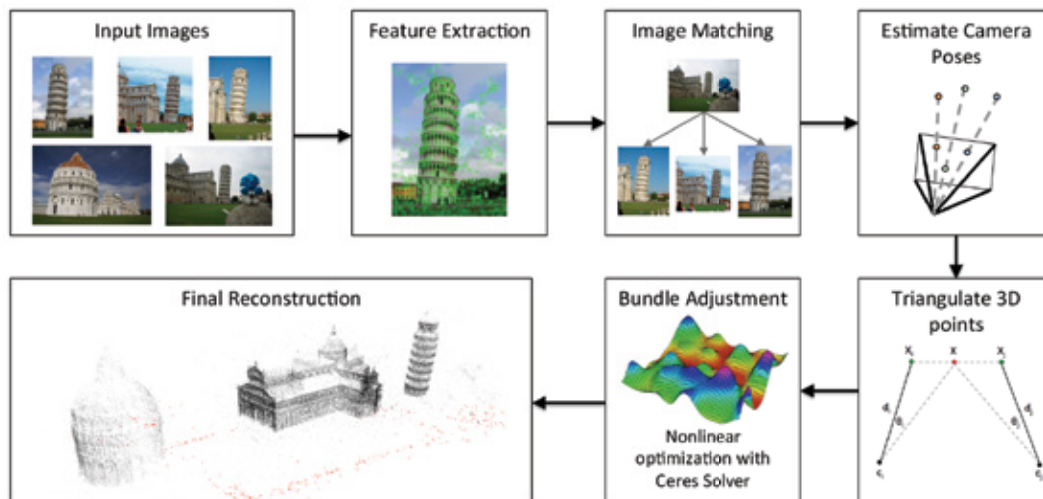 Input Images
Feature Extraction
Image Matching
Estimate Camera
Poses
Final Reconstruction
Bundle Adjustment
Nonlinear
optimization with
Ceres Solver
Triangulate 3D
points
x